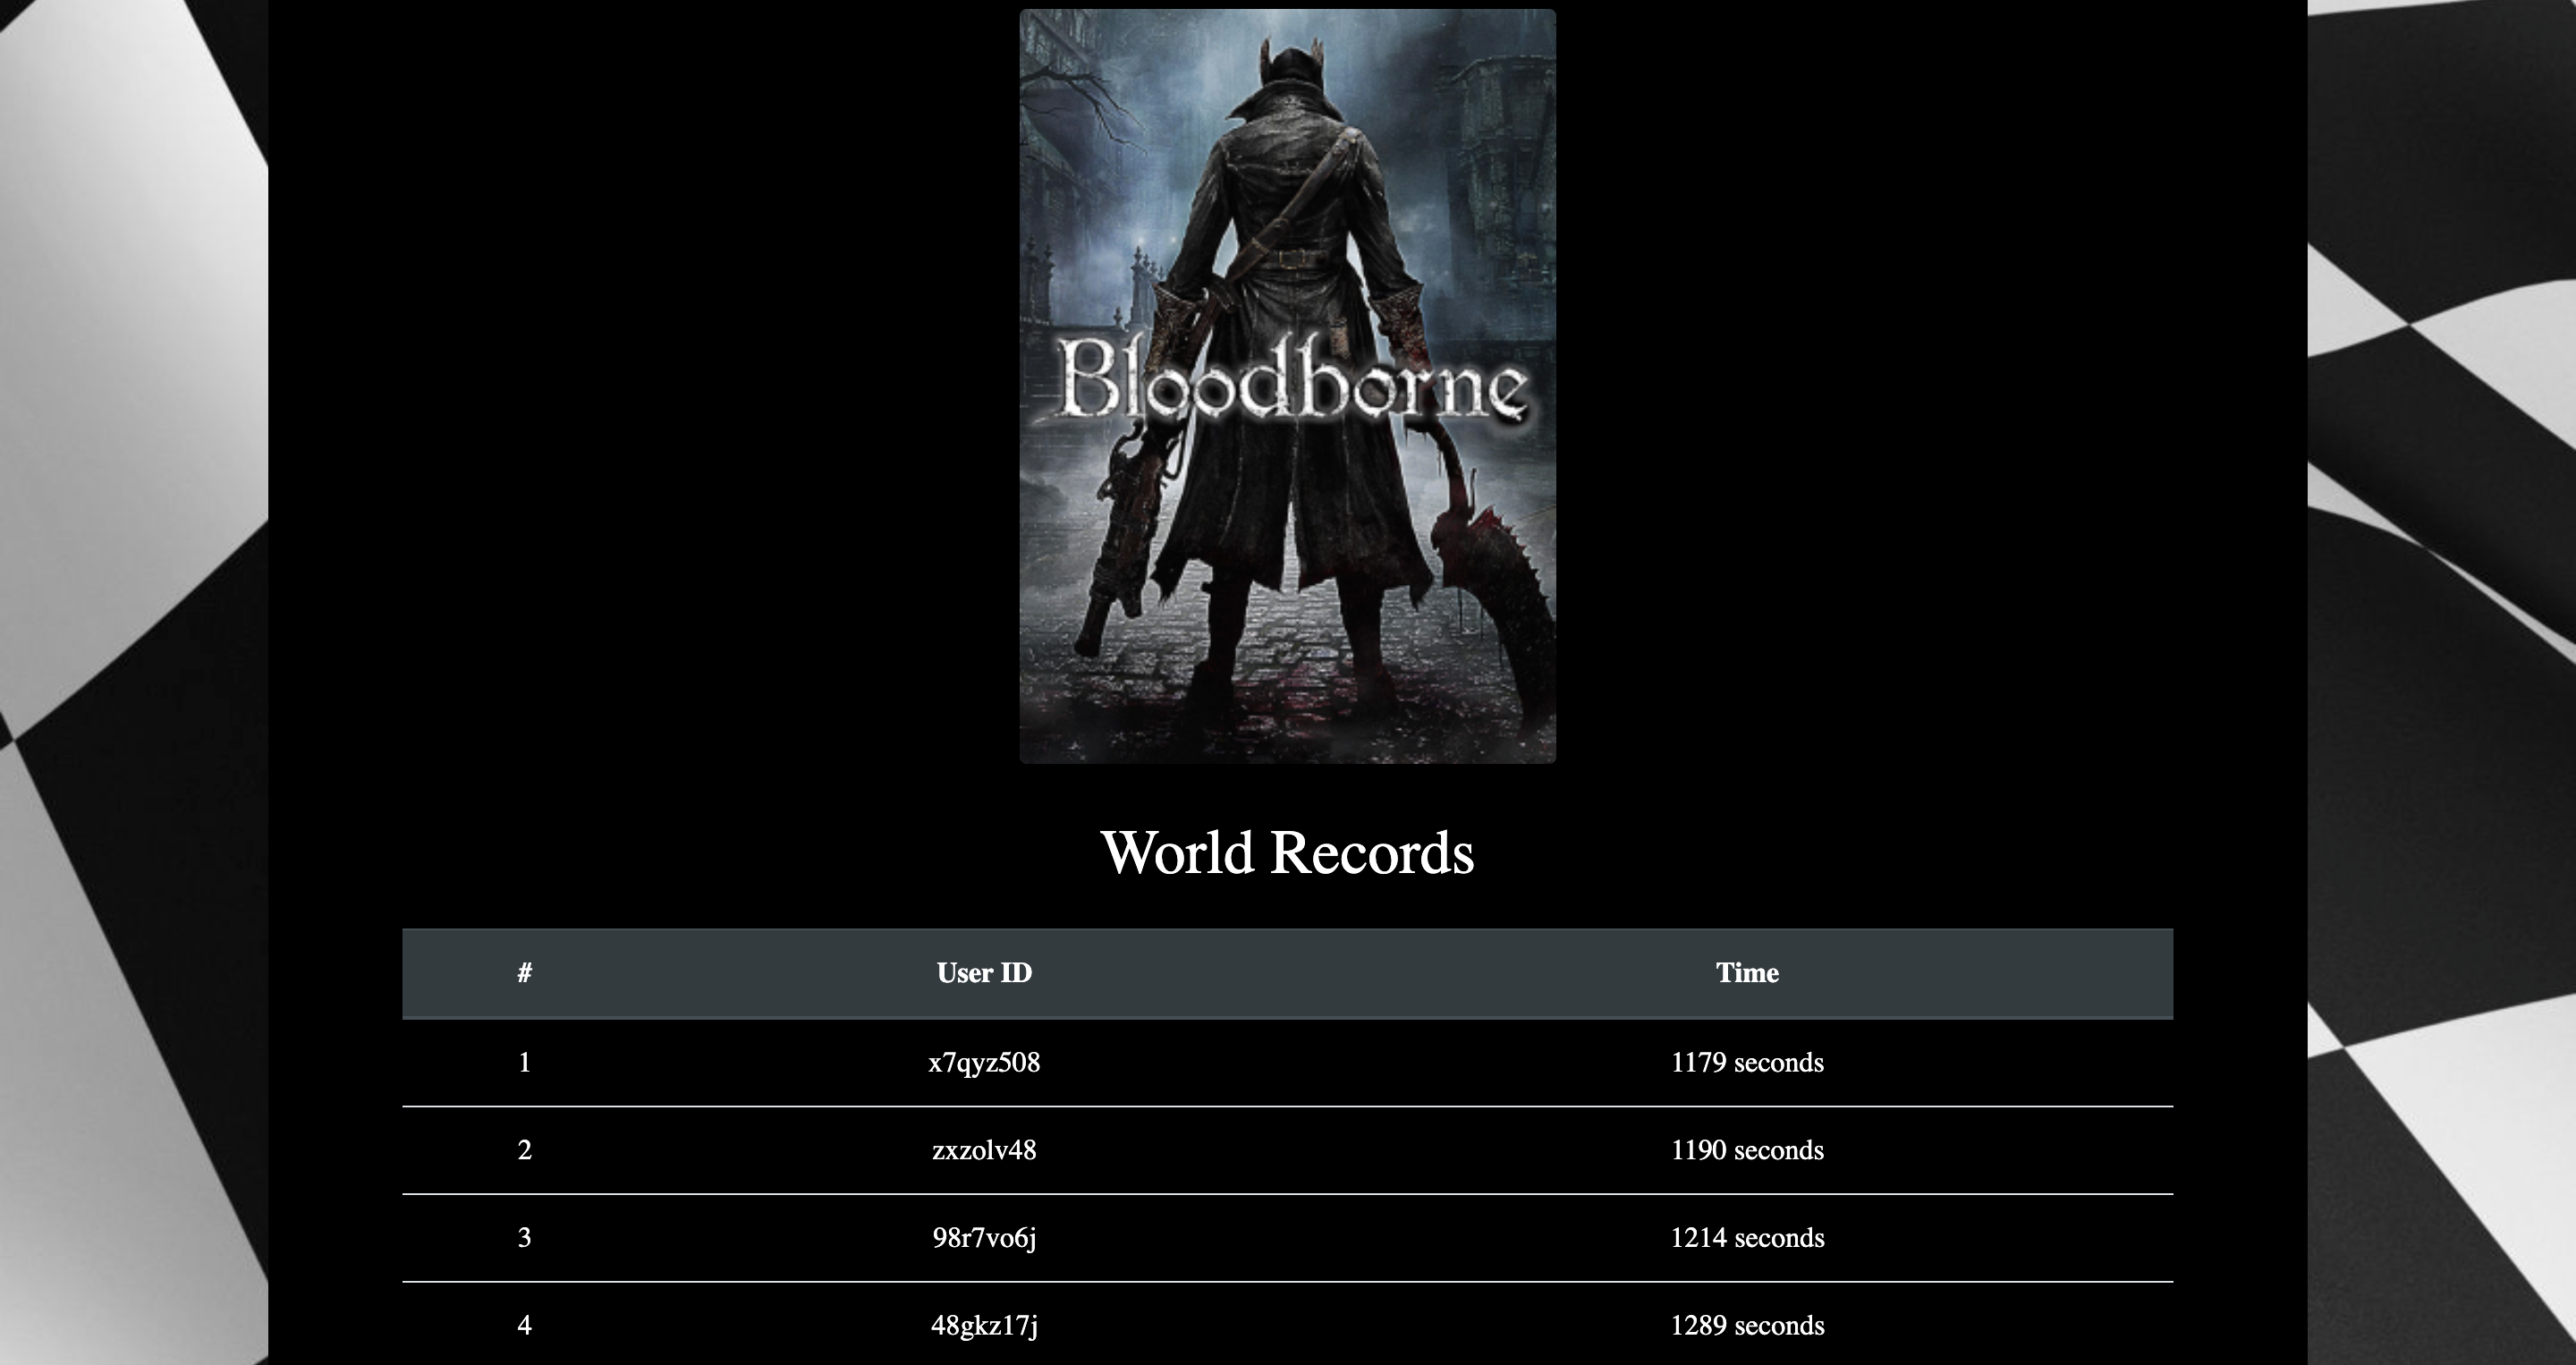 Bloodborne
World Records
# User ID Time
1 x7qyz508 1179 seconds
2 zxzolv48 1190 seconds
3 98r7vo6j 1214 seconds
4 48gkz17j 1289 seconds